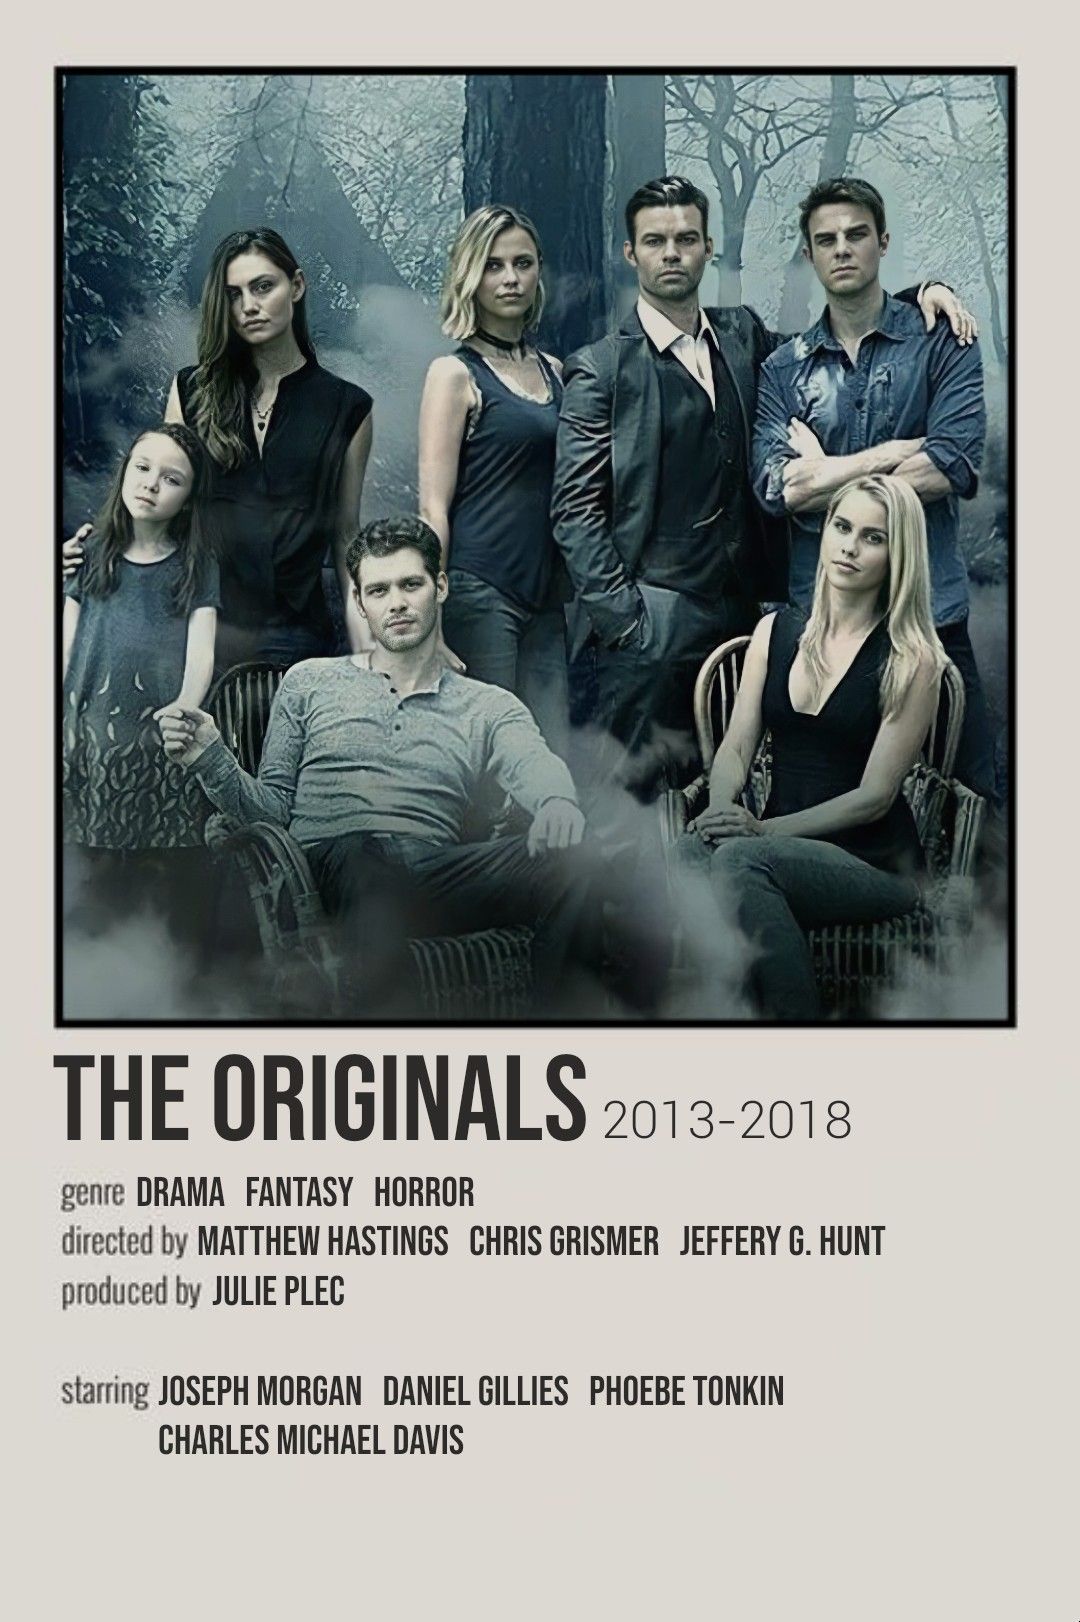 THE ORIGINALS 2013-2018
genre DRAMA FANTASY HORROR
directed by MATTHEW HASTINGS CHRIS GRISMER JEFFERY G. HUNT
produced by JULIE PLEC
starring JOSEPH MORGAN DANIEL GILLIES PHOEBE TONKIN
CHARLES MICHAEL DAVIS